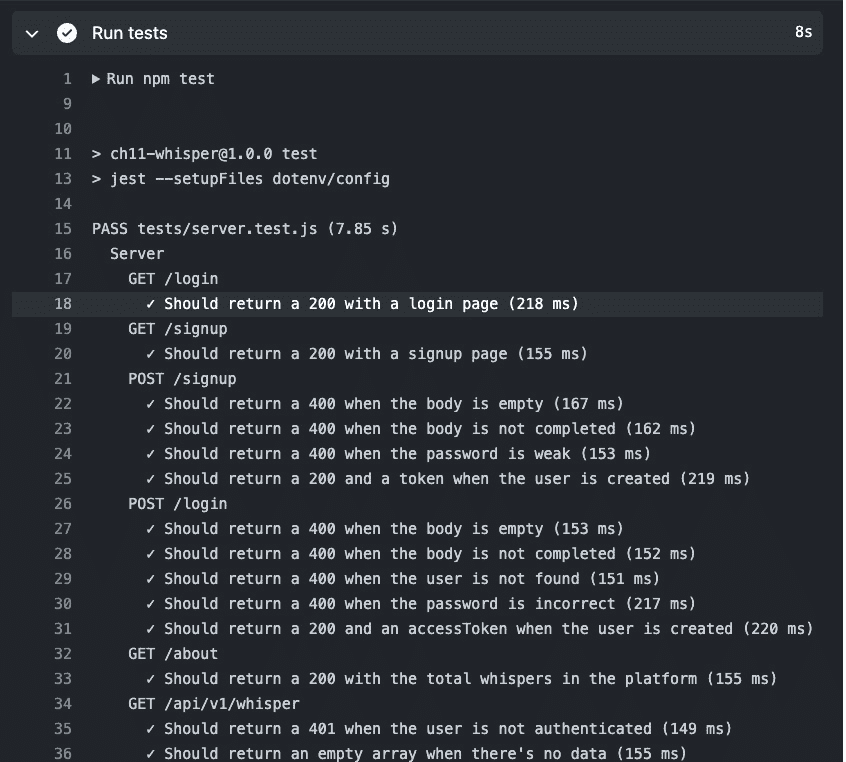 Run tests 8s
1 ▶ Run npm test
9
10
11 > ch11-whisper@1.0.0 test
13 > jest --setupFiles dotenv/config
14
15 PASS tests/server.test.js (7.85 s)
16 Server
17 GET /login
18 ✓ Should return a 200 with a login page (218 ms)
19 GET /signup
20 ✓ Should return a 200 with a signup page (155 ms)
21 POST /signup
22 ✓ Should return a 400 when the body is empty (167 ms)
23 ✓ Should return a 400 when the body is not completed (162 ms)
24 ✓ Should return a 400 when the password is weak (153 ms)
25 ✓ Should return a 200 and a token when the user is created (219 ms)
26 POST /login
27 ✓ Should return a 400 when the body is empty (153 ms)
28 ✓ Should return a 400 when the body is not completed (152 ms)
29 ✓ Should return a 400 when the user is not found (151 ms)
30 ✓ Should return a 400 when the password is incorrect (217 ms)
31 ✓ Should return a 200 and an accessToken when the user is created (220 ms)
32 GET /about
33 ✓ Should return a 200 with the total whispers in the platform (155 ms)
34 GET /api/v1/whisper
35 ✓ Should return a 401 when the user is not authenticated (149 ms)
36 ✓ Should return an empty array when there's no data (155 ms)